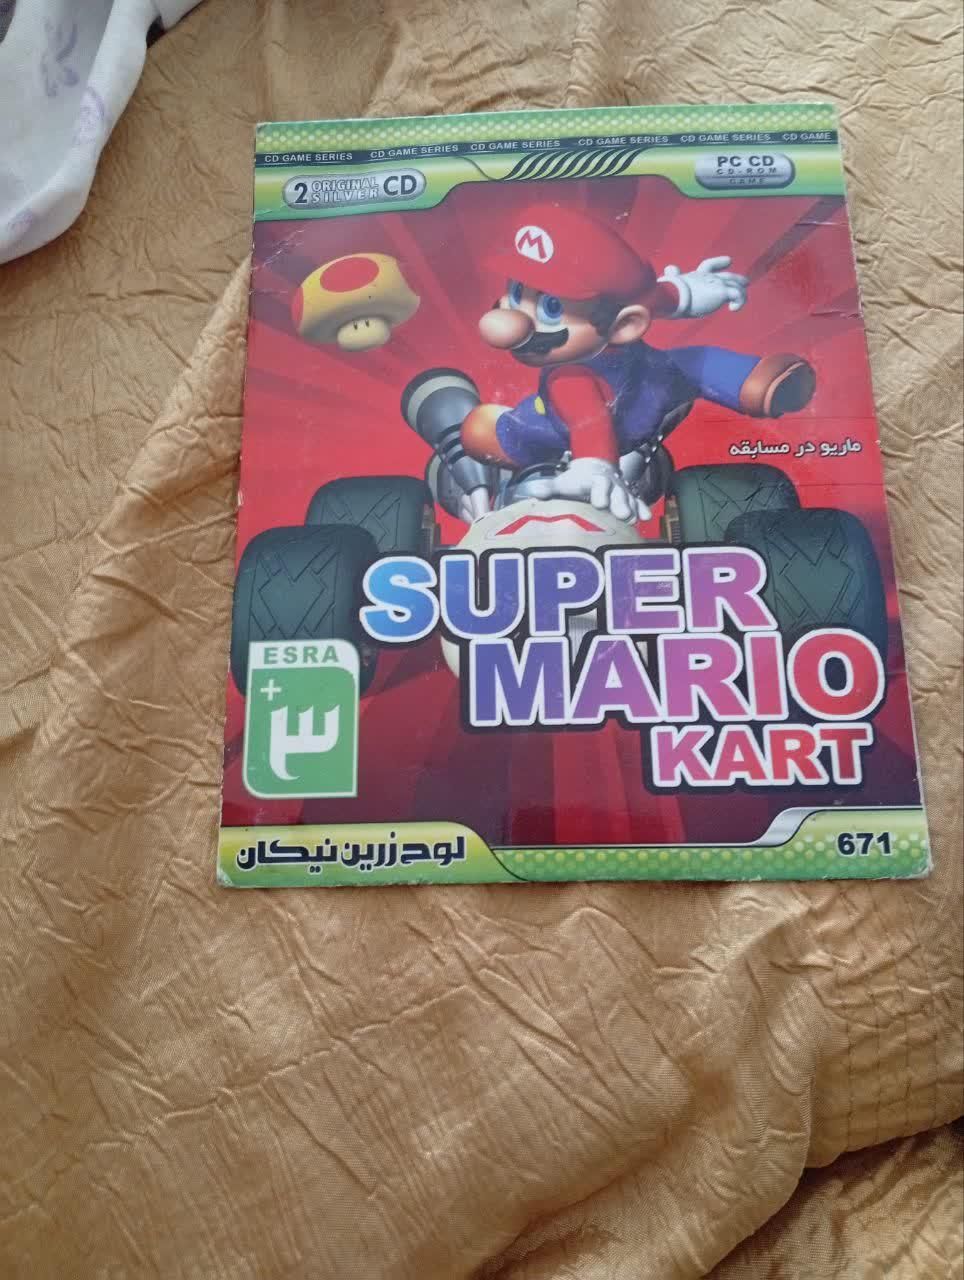 CD GAME SERIES CD GAME SERIES CD GAME SERIES CD GAME SERIES CD GAME SERIES CD GAME
2 ORIGINAL SILVER CD
PC CD
CD-ROM
GAME
M
ماریو در مسابقه
SUPER
MARIO
KART
ESRA
+۳
لوح زرین نیکان
671